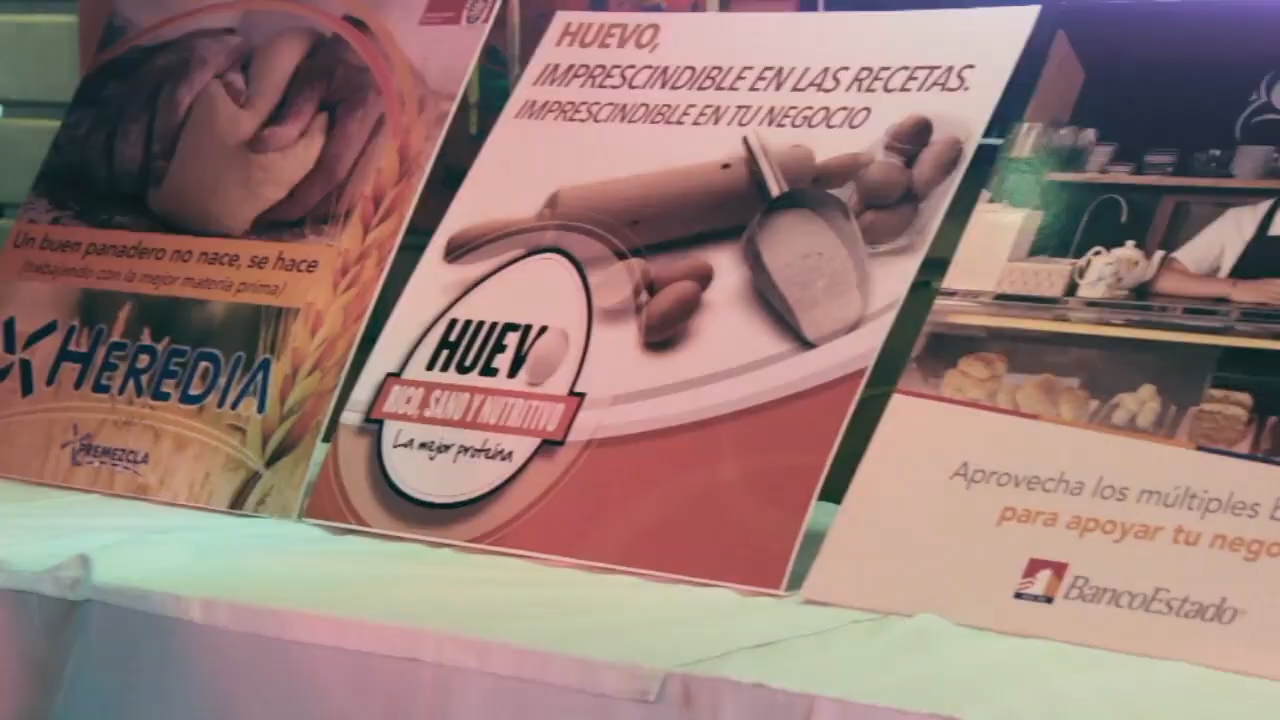 Un buen panadero no nace, se hace
(trabajando con la mejor materia prima)
HEREDIA
PREMEZCLA
HUEVO,
IMPRESCINDIBLE EN LAS RECETAS.
IMPRESCINDIBLE EN TU NEGOCIO
HUEVO
RICO, SANO Y NUTRITIVO
La mejor proteína
Aprovecha los múltiples
para apoyar tu nego
BancoEstado